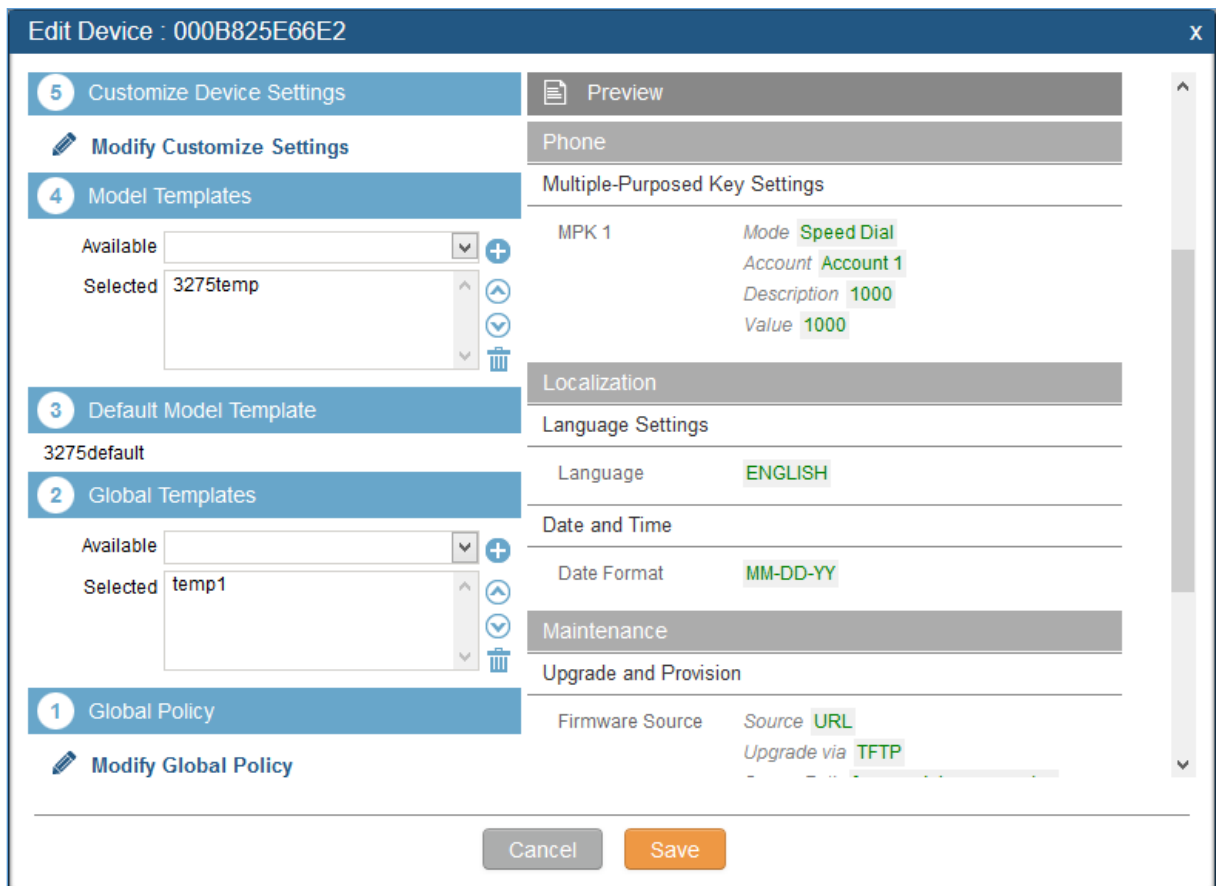 Edit Device : 000B825E66E2
x
5 Customize Device Settings
Modify Customize Settings
4 Model Templates
Available
Selected 3275temp
3 Default Model Template
3275default
2 Global Templates
Available
Selected temp1
1 Global Policy
Modify Global Policy
Preview
Phone
Multiple-Purposed Key Settings
MPK 1 Mode Speed Dial
Account Account 1
Description 1000
Value 1000
Localization
Language Settings
Language ENGLISH
Date and Time
Date Format MM-DD-YY
Maintenance
Upgrade and Provision
Firmware Source Source URL
Upgrade via TFTP
Cancel Save